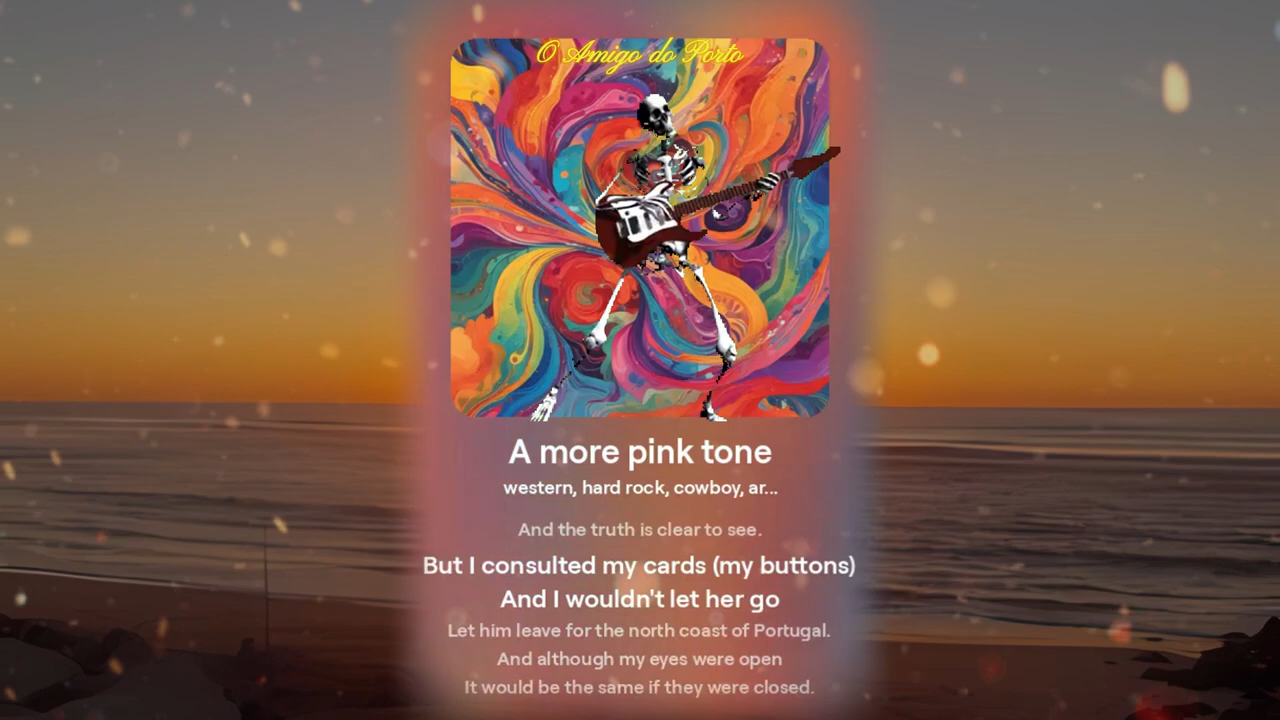 O Amigo do Porto
A more pink tone
western, hard rock, cowboy, ar...
And the truth is clear to see.
But I consulted my cards (my buttons)
And I wouldn't let her go
Let him leave for the north coast of Portugal.
And although my eyes were open
It would be the same if they were closed.